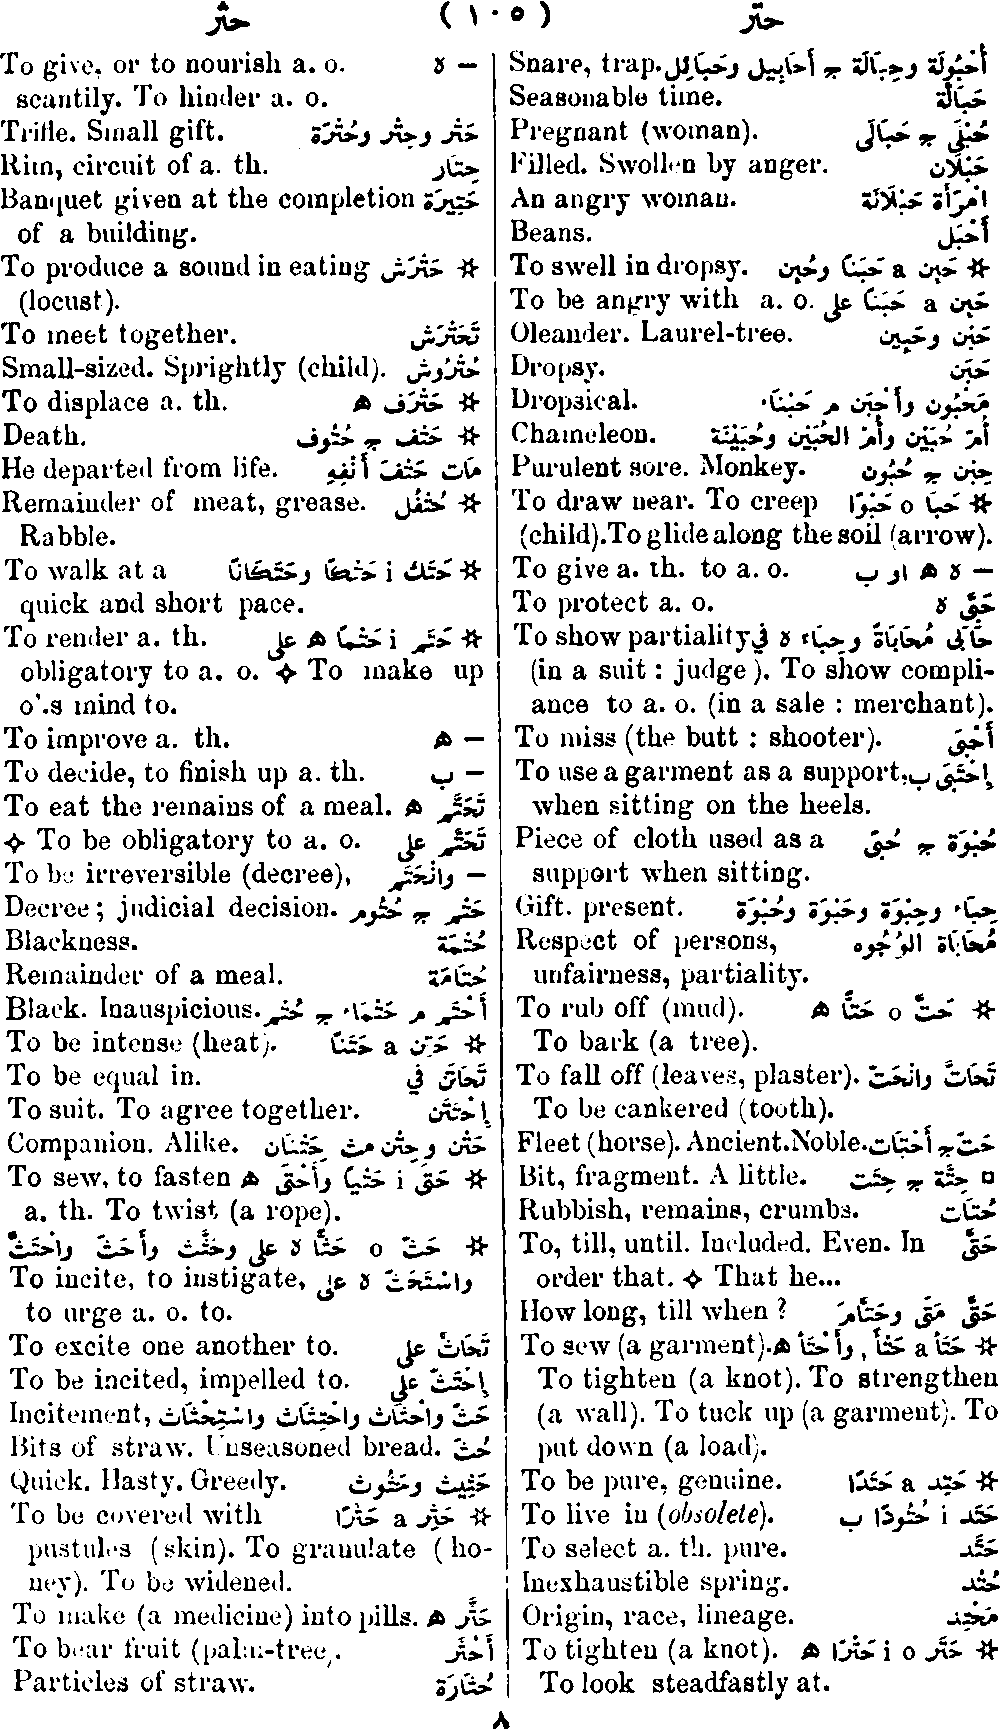 حثر ( ١٠٥ ) حتر
Snare, trap. أُحْبُولَة وحِبَالَة ج أَحَابِيل وحَبَائِل
Seasonable time. حَبَالَّة
Pregnant (woman). حُبْلَى ج حَبَالَى
Filled. Swollen by anger. حَبْلَان
An angry woman. امْرَأَة حَبْلَانَة
Beans. أَحْبَل
To swell in dropsy. ✲ حَبِن a حَبَنًا وحُبِن
To be angry with a. o. حَبِن a حَبَنًا على
Oleander. Laurel-tree. حَبْن وحَبِين
Dropsy. حَبَن
Dropsical. مَحْبُون وأَحْبَن م حَبْنَاء
Chameleon. أُمّ حُبَيْن وأُمّ الحُبَيْن وحُبَيْنَة
Purulent sore. Monkey. حِبْن ج حُبُون
To draw near. To creep ✲ حَبَا o حَبْوًا
(child). To glide along the soil (arrow).
To give a. th. to a. o. — ه ه او ب
To protect a. o. حَبَّى ه
To show partiality حَابَى مُحَابَاةً وحِبَاء ه في
(in a suit : judge). To show compli-
ance to a. o. (in a sale : merchant).
To miss (the butt : shooter). أَحْبَى
To use a garment as a support, إِحْتَبَى ب
when sitting on the heels.
Piece of cloth used as a حُبْوَة ج حُبًى
support when sitting.
Gift. present. حِبَاء وحِبْوَة وحَبْوَة وحُبْوَة
Respect of persons, مُحَابَاة الوُجُوه
unfairness, partiality.
To rub off (mud). ✲ حَتَّ o حَتًّا ه
To bark (a tree).
To fall off (leaves, plaster). تَحَاتَّ وانْحَتَّ
To be cankered (tooth).
Fleet (horse). Ancient. Noble. حَتّ ج أَحْتَات
Bit, fragment. A little. ▫ حِتَّة ج حِتَت
Rubbish, remains, crumbs. حُتَات
To, till, until. Included. Even. In حَتَّى
order that. ✧ That he...
How long, till when ? حَتَّى مَتَى وحَتَّامَ
To sew (a garment). ✲ حَتَأ a حَتْأً, وأَحْتَأ ه
To tighten (a knot). To strengthen
(a wall). To tuck up (a garment). To
put down (a load).
To be pure, genuine. ✲ حَتِد a حَتَدًا
To live in (obsolete). حَتَد i حُتُودًا ب
To select a. th. pure. حَتَّد
Inexhaustible spring. حُتُد
Origin, race, lineage. مَحْتِد
To tighten (a knot). ✲ حَتَر o i حَتْرًا ه
To look steadfastly at.
To give, or to nourish a. o. — ه
scantily. To hinder a. o.
Trifle. Small gift. حَتْر وحِتْر وحُتْرَة
Rim, circuit of a. th. حِتَار
Banquet given at the completion حَتِيرَة
of a building.
To produce a sound in eating ✲ حَتْرَش
(locust).
To meet together. تَحَتْرَش
Small-sized. Sprightly (child). حُتْرُوش
To displace a. th. ✲ حَتْرَف ه
Death. ✲ حَتْف ج حُتُوف
He departed from life. مَات حَتْفَ أَنْفِهِ
Remainder of meat, grease. ✲ حُتْفُل
Rabble.
To walk at a ✲ حَتَك i حَتْكًا وحَتَكَانًا
quick and short pace.
To render a. th. ✲ حَتَم i حَتْمًا ه على
obligatory to a. o. ✧ To make up
o'.s mind to.
To improve a. th. — ه
To decide, to finish up a. th. — ب
To eat the remains of a meal. تَحَتَّم ه
✧ To be obligatory to a. o. تَحَتَّم على
To be irreversible (decree), — وانْحَتَم
Decree ; judicial decision. حَتْم ج حُتُوم
Blackness. حُتْمَة
Remainder of a meal. حُتَامَة
Black. Inauspicious. أَحْتَم م حَتْمَاء ج حُتْم
To be intense (heat). ✲ حَتِن a حَتَنًا
To be equal in. تَحَاتَن في
To suit. To agree together. إِحْتَتَن
Companion. Alike. حَتْن وحِتْن مث حِتْنَان
To sew, to fasten ✲ حَتَى i حَتْيًا وأَحْتَى ه
a. th. To twist (a rope).
✲ حَثَّ o حَثًّا ه على وحَثَّث وأَحَثَّ واحْتَثَّ
To incite, to instigate, واسْتَحَثَّ ه على
to urge a. o. to.
To excite one another to. تَحَاثَّ على
To be incited, impelled to. إِحْتَثَّ على
Incitement, حَثّ واحْثَاث واحْتِثَاث واسْتِحْثَاث
Bits of straw. Unseasoned bread. حُثّ
Quick. Hasty. Greedy. حَثِيث وحَثُوث
To be covered with ✲ حَثِر a حَثَرًا
pustules (skin). To granulate (ho-
ney). To be widened.
To make (a medicine) into pills. حَثَّر ه
To bear fruit (palm-tree). أَحْثَر
Particles of straw. حُثَارَة
٨